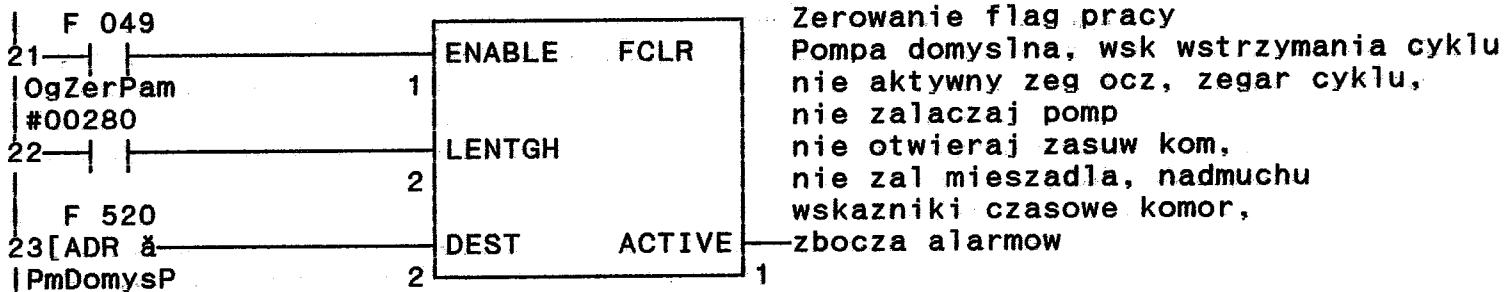 F 049
21
ENABLE FCLR
OgZerPam 1
#00280
22
LENTGH
2
F 520
23[ADR ă
DEST ACTIVE
PmDomysP 2 1
Zerowanie flag pracy
Pompa domyslna, wsk wstrzymania cyklu
nie aktywny zeg ocz, zegar cyklu,
nie zalaczaj pomp
nie otwieraj zasuw kom,
nie zal mieszadla, nadmuchu
wskazniki czasowe komor,
zbocza alarmow